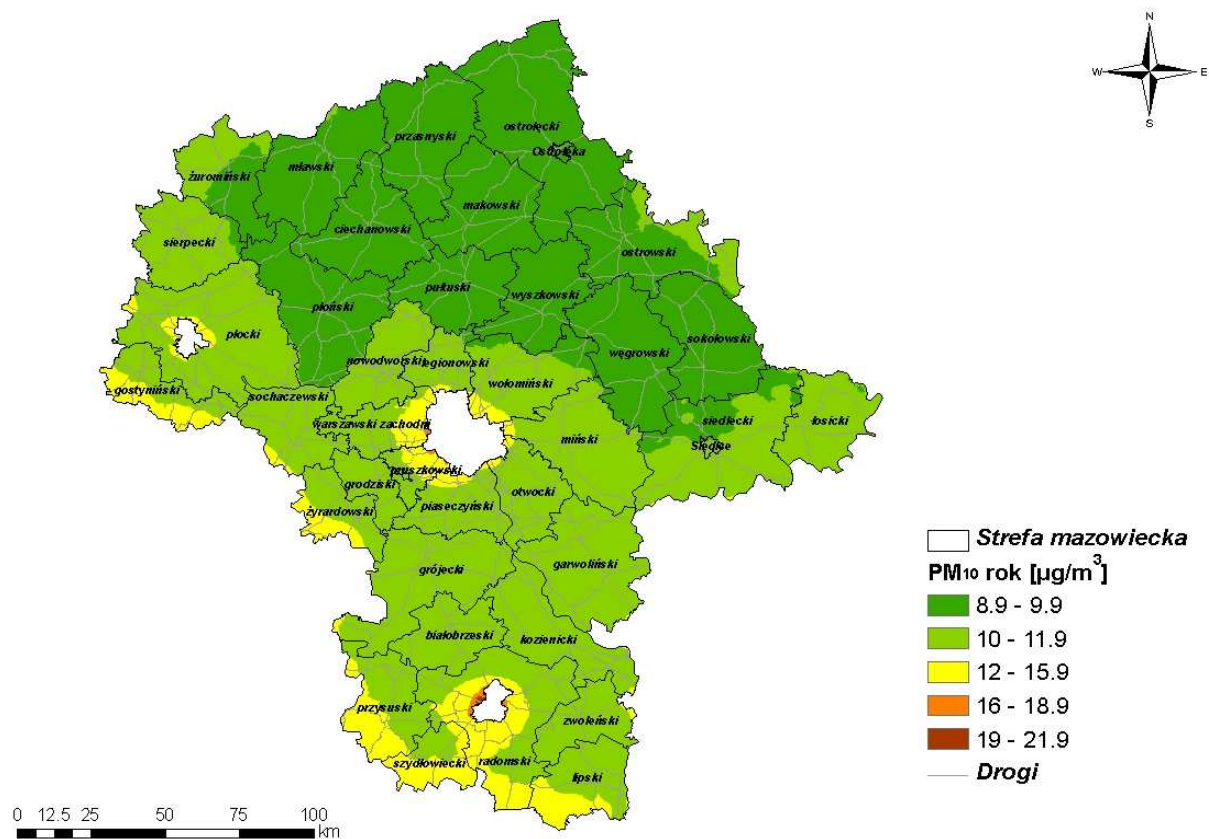 N
W E
S
ostrołęcki
przasnyski
Ostrołęka
mławski
żuromiński
makowski
ciechanowski
sierpecki
ostrowski
pułtuski
wyszkowski
płoński
płocki
sokołowski
węgrowski
nowodworski
legionowski
wołomiński
gostyniński
sochaczewski
siedlecki
łosicki
warszawski zachodni
miński
Siedlce
pruszkowski
grodziski
otwocki
żyrardowski
piaseczyński
garwoliński
grójecki
białobrzeski
kozienicki
przysuski
zwoleński
szydłowiecki
radomski
lipski
Strefa mazowiecka
PM10 rok [µg/m³]
8.9 - 9.9
10 - 11.9
12 - 15.9
16 - 18.9
19 - 21.9
Drogi
0 12.5 25 50 75 100
km